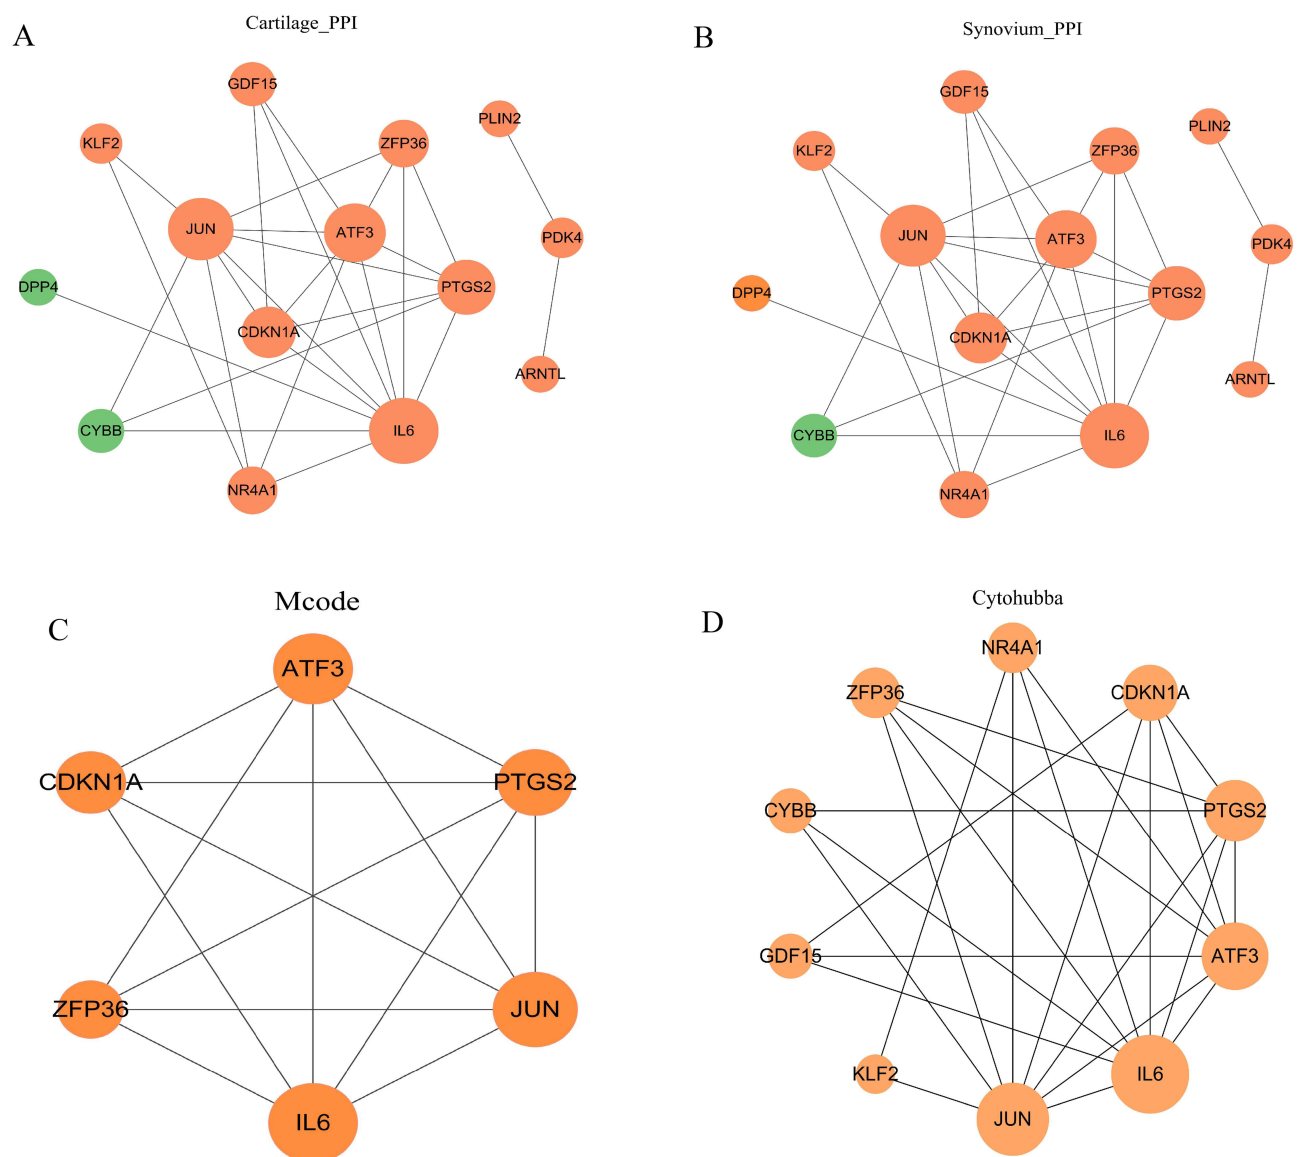 A
Cartilage_PPI
GDF15
PLIN2
KLF2
ZFP36
JUN
ATF3
PDK4
DPP4
PTGS2
CDKN1A
ARNTL
CYBB
IL6
NR4A1
B
Synovium_PPI
GDF15
PLIN2
KLF2
ZFP36
JUN
ATF3
PDK4
DPP4
PTGS2
CDKN1A
ARNTL
CYBB
IL6
NR4A1
C
Mcode
ATF3
CDKN1A
PTGS2
ZFP36
JUN
IL6
D
Cytohubba
NR4A1
ZFP36
CDKN1A
CYBB
PTGS2
GDF15
ATF3
KLF2
IL6
JUN